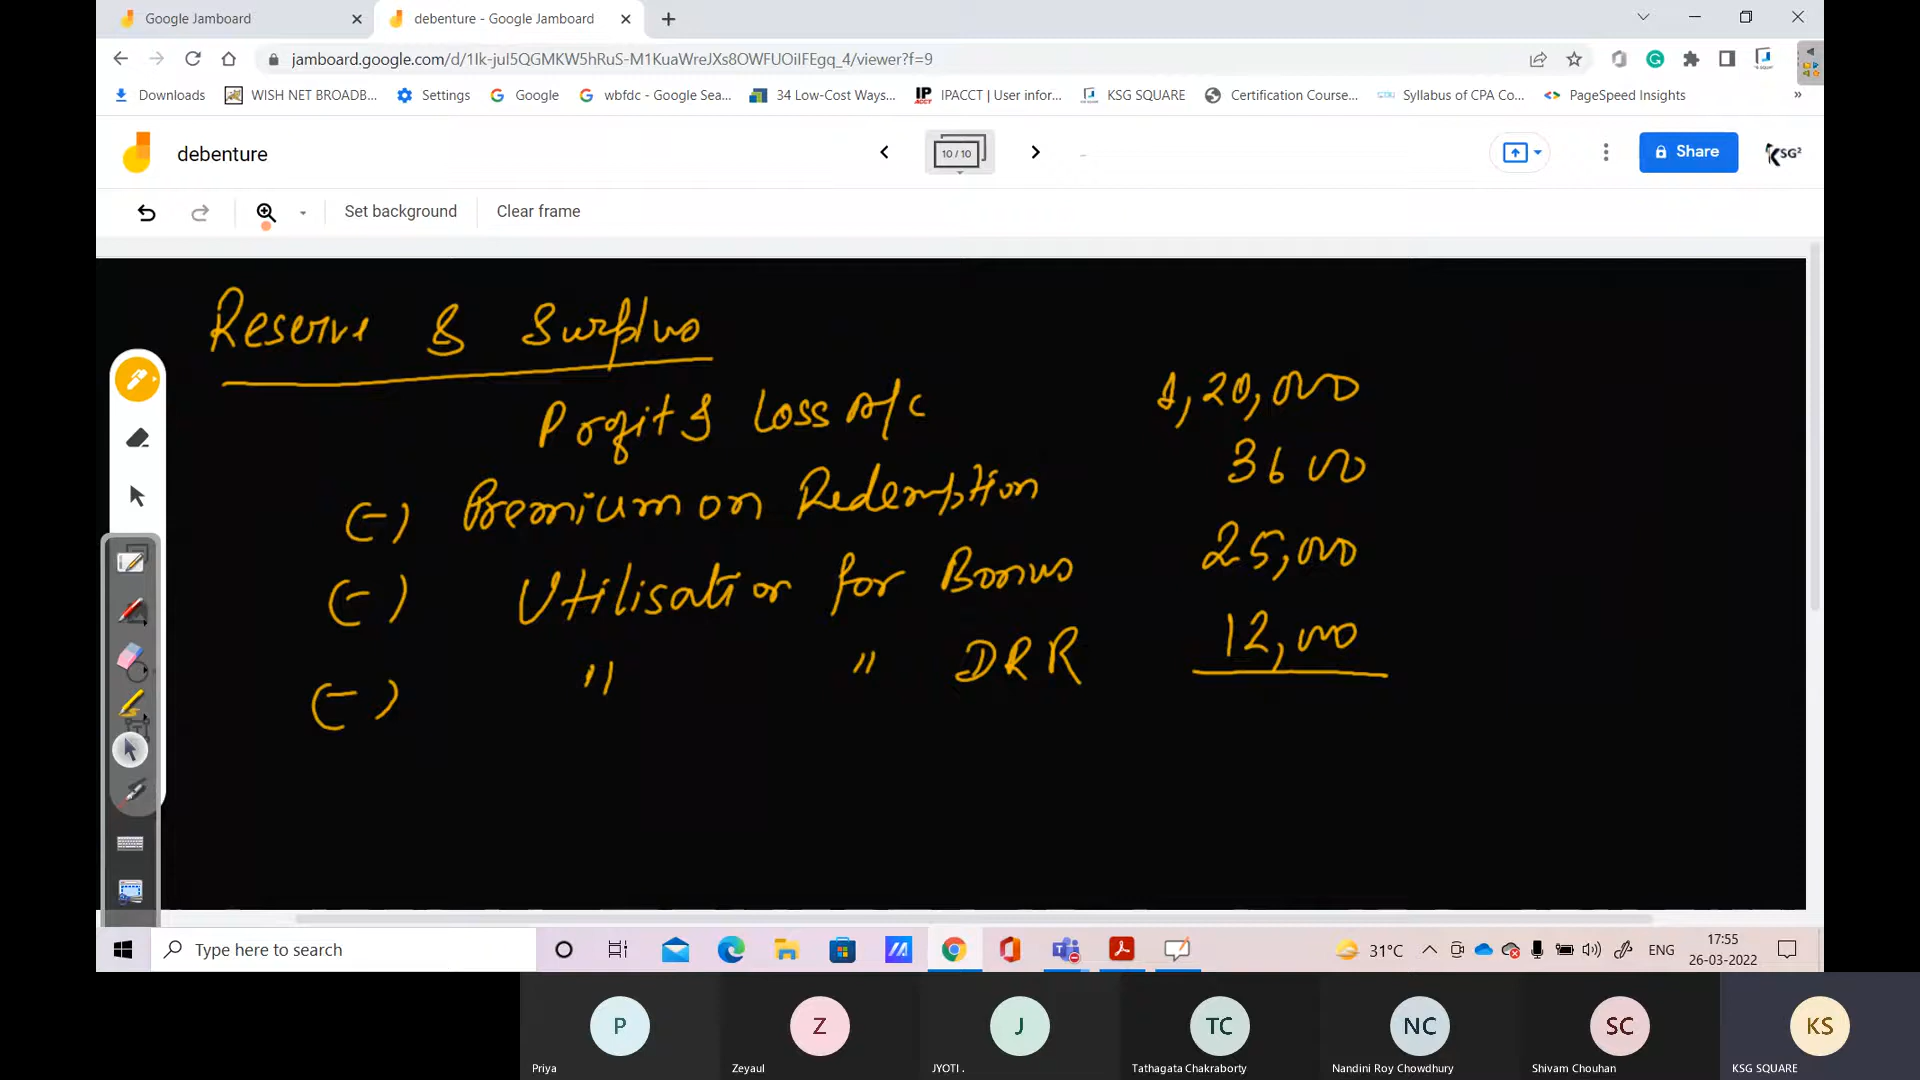 Google Jamboard
debenture - Google Jamboard
jamboard.google.com/d/1Ik-juI5QGMKW5hRuS-M1KuaWreJXs8OWFUOiIFEgq_4/viewer?f=9
Downloads WISH NET BROADB... Settings Google wbfdc - Google Sea... 34 Low-Cost Ways... IPACCT | User infor... KSG SQUARE Certification Course... Syllabus of CPA Co... PageSpeed Insights »
debenture 10 / 10 Share KSG²
Set background Clear frame
Reserve & Surplus
Profit & Loss A/c 1,20,000
(-) Premium on Redemption 3600
(-) Utilisation for Bonus 25,000
(-) " " DRR 12,000
Type here to search 31°C ENG 17:55
26-03-2022
P Z J TC NC SC KS
Priya Zeyaul JYOTI . Tathagata Chakraborty Nandini Roy Chowdhury Shivam Chouhan KSG SQUARE